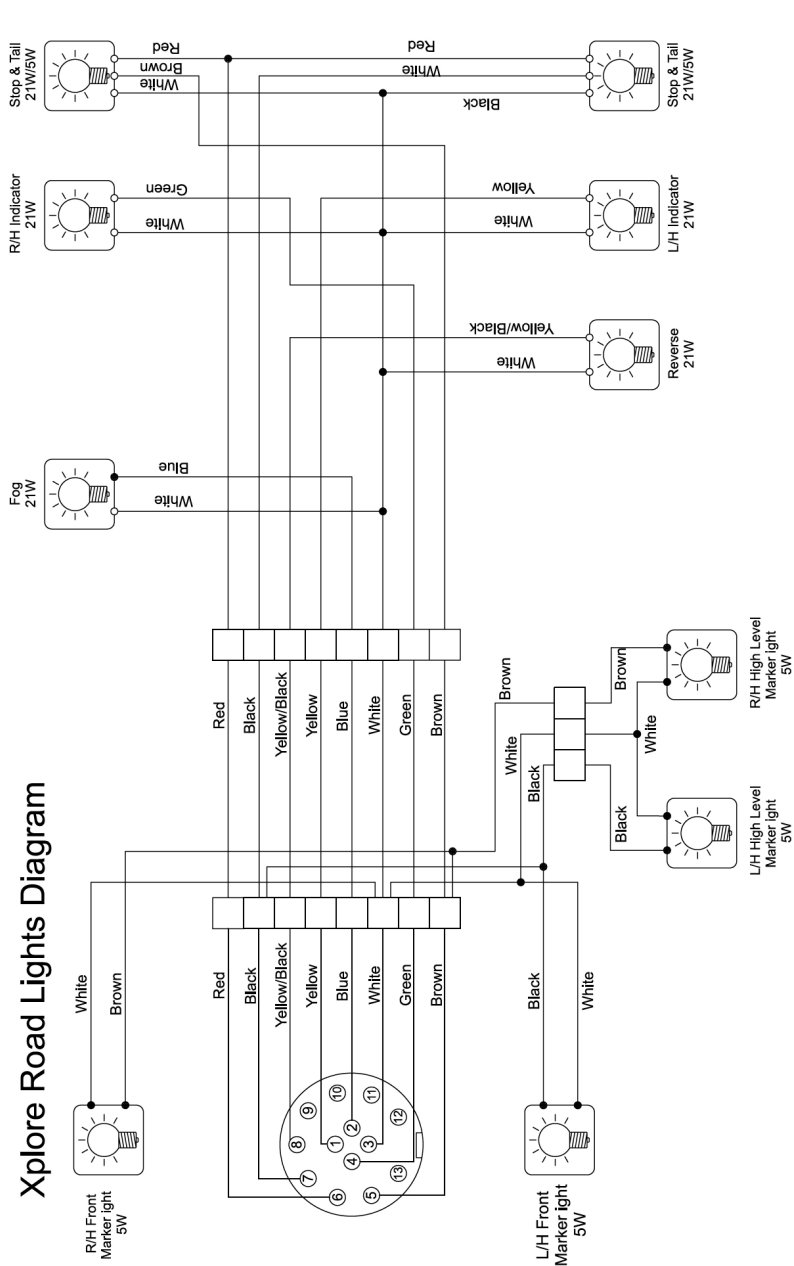 Xplore Road Lights Diagram
R/H Front
Marker ight
5W
Fog
21W
R/H Indicator
21W
Stop & Tail
21W/5W
White
Brown
White
Blue
White
Green
White
Brown
Red
Red
Black
Yellow/Black
Yellow
Blue
White
Green
Brown
Red
Black
Yellow/Black
Yellow
Blue
White
Green
Brown
1
2
3
4
5
6
7
8
9
10
11
12
13
Black
White
Black
White
Brown
Black
White
Brown
White
Yellow/Black
White
Yellow
Black
White
Red
L/H Front
Marker ight
5W
L/H High Level
Marker ight
5W
R/H High Level
Marker ight
5W
Reverse
21W
L/H Indicator
21W
Stop & Tail
21W/5W